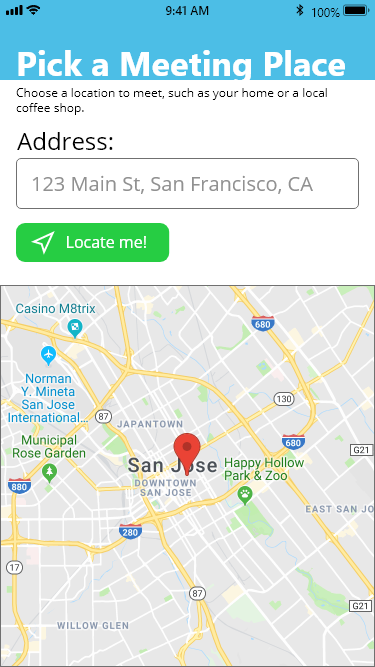 9:41 AM 100%
Pick a Meeting Place
Choose a location to meet, such as your home or a local
coffee shop.
Address:
123 Main St, San Francisco, CA
Locate me!
Casino M8trix
680
Norman
Y. Mineta
San Jose
International...
130
87
JAPANTOWN
Municipal
Rose Garden
680
G21
San Jose
Happy Hollow
Park & Zoo
DOWNTOWN
SAN JOSE
880
EAST SAN JO
280
17
87
G21
WILLOW GLEN